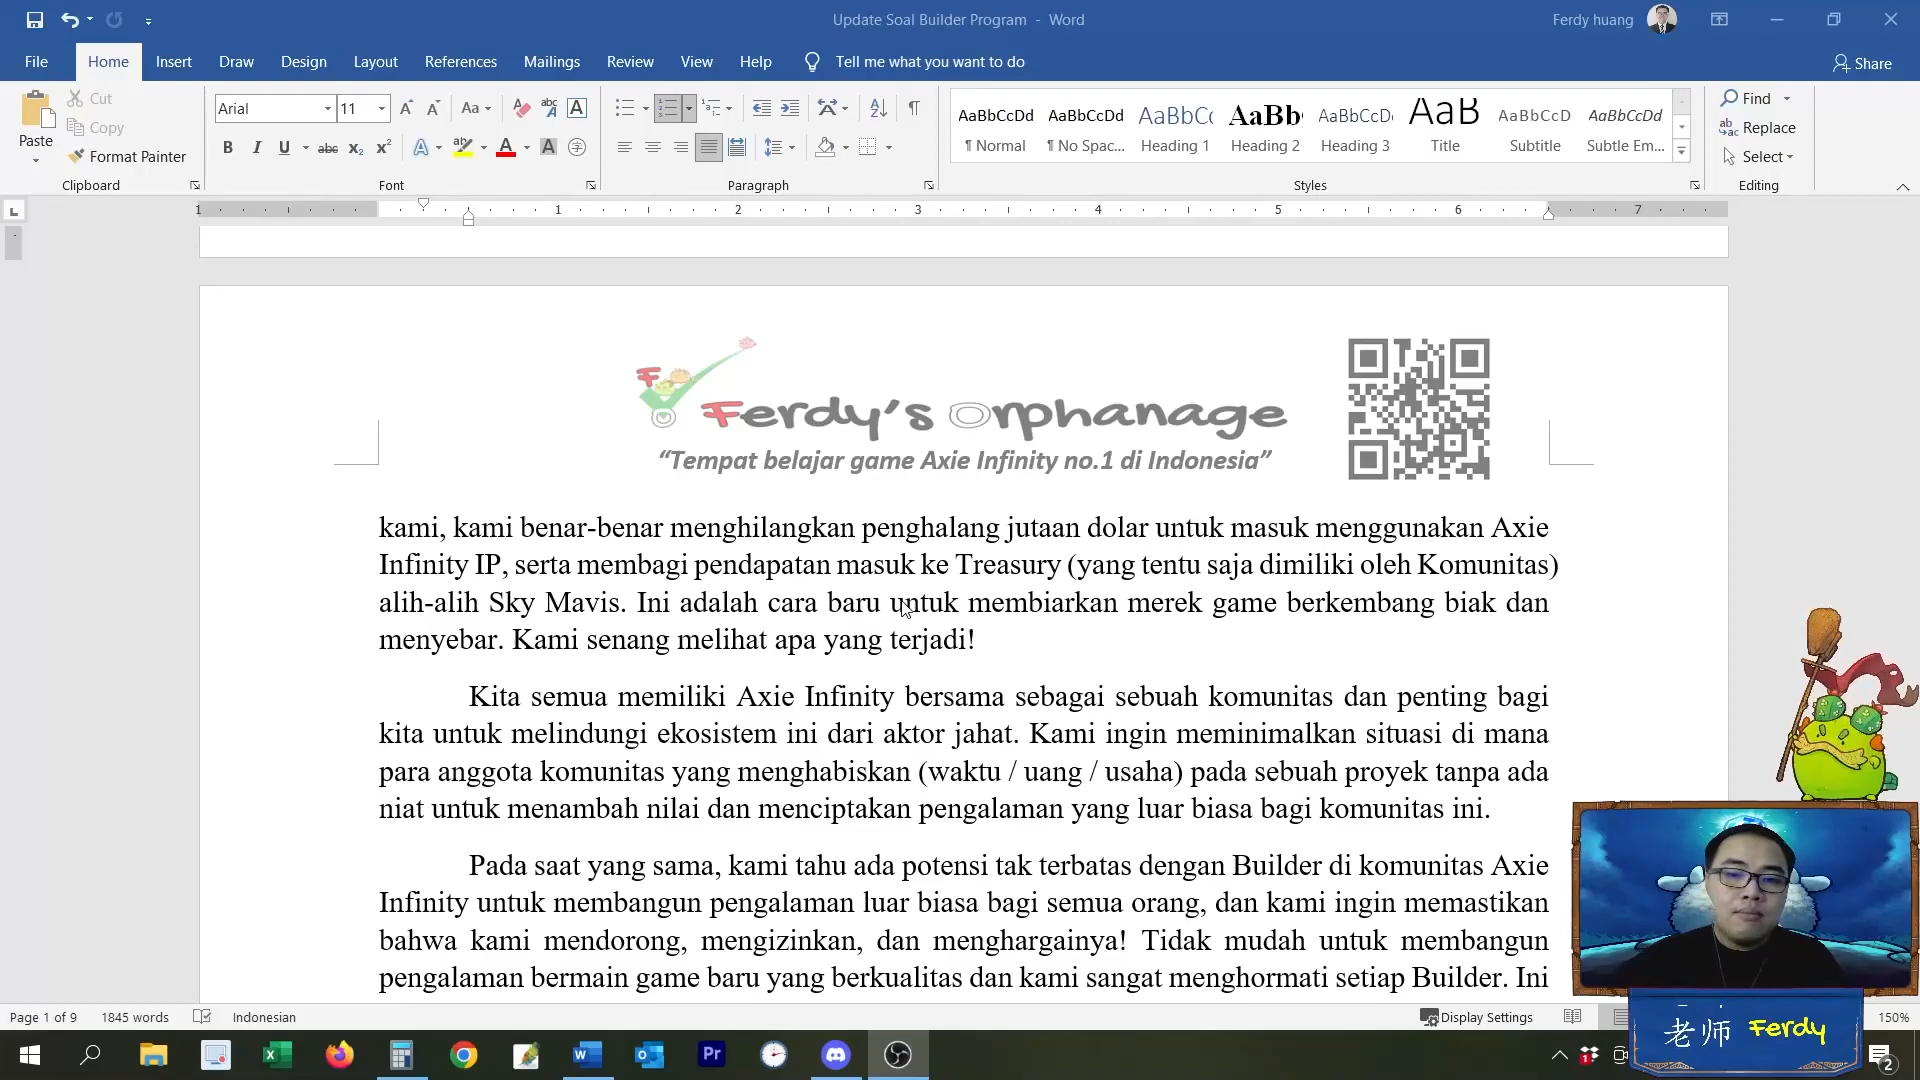 Update Soal Builder Program - Word
Ferdy huang
File Home Insert Draw Design Layout References Mailings Review View Help Tell me what you want to do
Share
Paste
Cut
Copy
Format Painter
Clipboard
Arial 11
Font
Paragraph
AaBbCcDd AaBbCcDd AaBbCc AaBb AaBbCcD AaB AaBbCcD AaBbCcDd
¶ Normal ¶ No Spac... Heading 1 Heading 2 Heading 3 Title Subtitle Subtle Em...
Styles
Find
Replace
Select
Editing
1 1 2 3 4 5 6 7
Ferdy's Orphanage
“Tempat belajar game Axie Infinity no.1 di Indonesia”
kami, kami benar-benar menghilangkan penghalang jutaan dolar untuk masuk menggunakan Axie
Infinity IP, serta membagi pendapatan masuk ke Treasury (yang tentu saja dimiliki oleh Komunitas)
alih-alih Sky Mavis. Ini adalah cara baru untuk membiarkan merek game berkembang biak dan
menyebar. Kami senang melihat apa yang terjadi!
Kita semua memiliki Axie Infinity bersama sebagai sebuah komunitas dan penting bagi
kita untuk melindungi ekosistem ini dari aktor jahat. Kami ingin meminimalkan situasi di mana
para anggota komunitas yang menghabiskan (waktu / uang / usaha) pada sebuah proyek tanpa ada
niat untuk menambah nilai dan menciptakan pengalaman yang luar biasa bagi komunitas ini.
Pada saat yang sama, kami tahu ada potensi tak terbatas dengan Builder di komunitas Axie
Infinity untuk membangun pengalaman luar biasa bagi semua orang, dan kami ingin memastikan
bahwa kami mendorong, mengizinkan, dan menghargainya! Tidak mudah untuk membangun
pengalaman bermain game baru yang berkualitas dan kami sangat menghormati setiap Builder. Ini
老师 Ferdy
Page 1 of 9 1845 words Indonesian Display Settings 150%